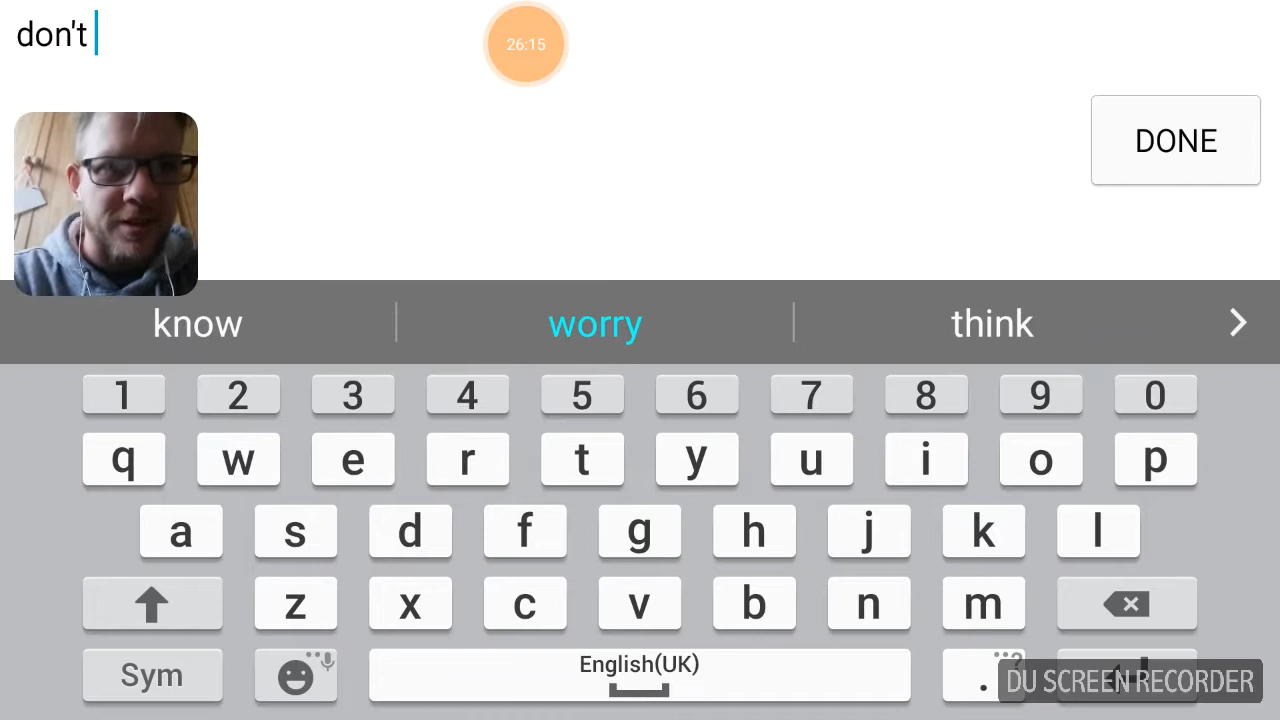 don't
26:15
DONE
know worry think
1 2 3 4 5 6 7 8 9 0
q w e r t y u i o p
a s d f g h j k l
z x c v b n m
Sym English(UK) . ?
DU SCREEN RECORDER